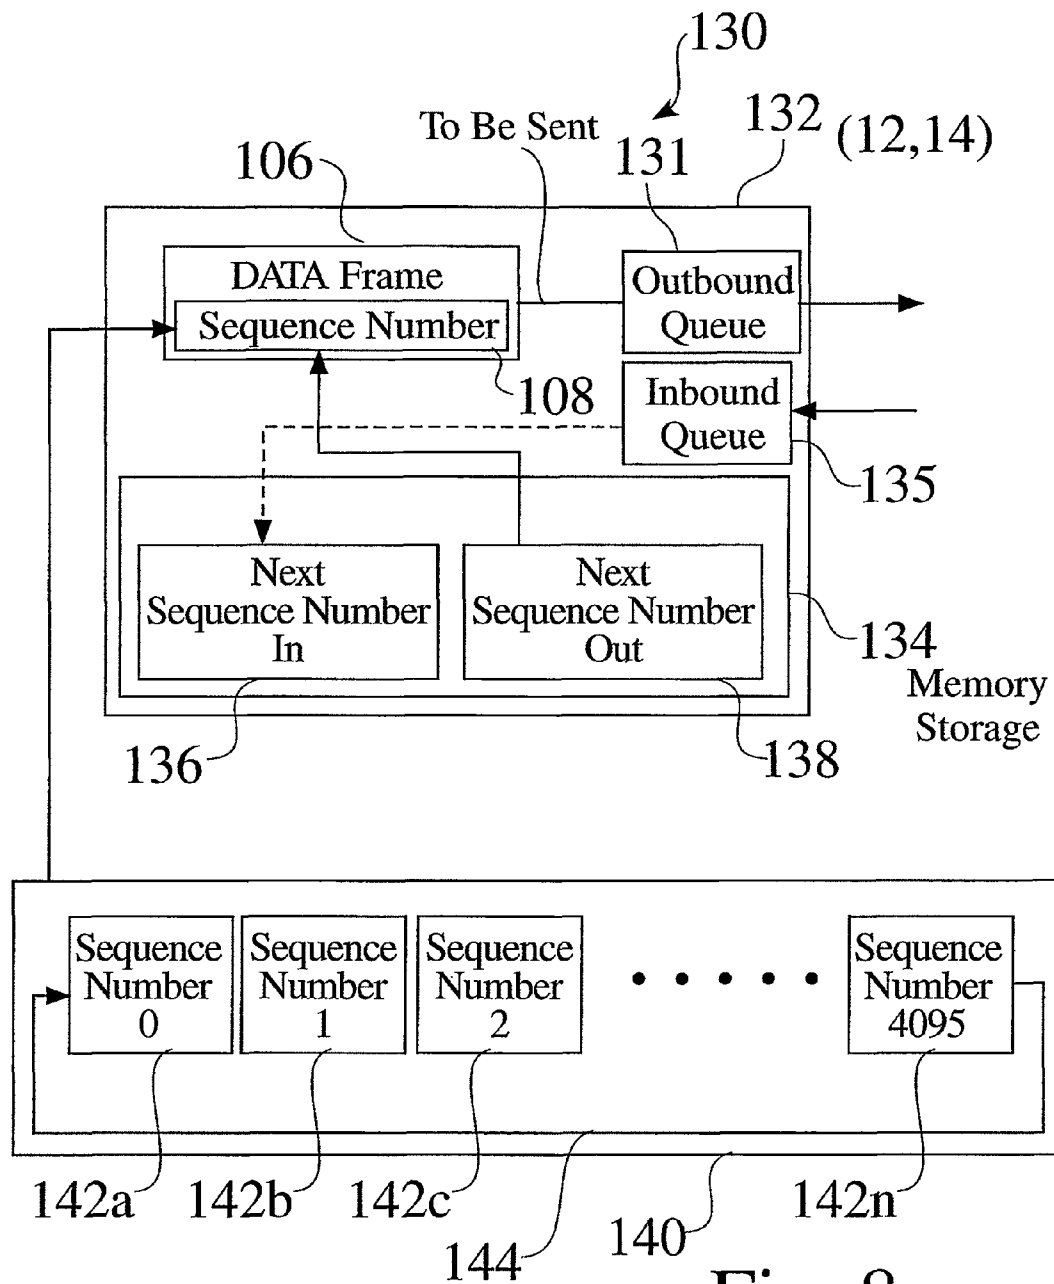 130
To Be Sent
132 (12,14)
106
131
DATA Frame
Sequence Number
Outbound
Queue
108
Inbound
Queue
135
Next
Sequence Number
In
Next
Sequence Number
Out
134
Memory
Storage
136
138
Sequence
Number
0
Sequence
Number
1
Sequence
Number
2
Sequence
Number
4095
142a
142b
142c
142n
144
140